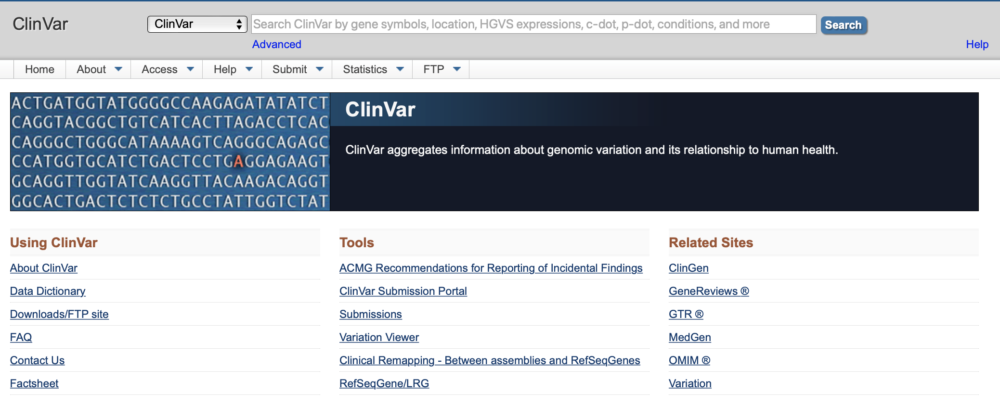 ClinVar
ClinVar
Search ClinVar by gene symbols, location, HGVS expressions, c-dot, p-dot, conditions, and more
Search
Advanced
Help
Home
About
Access
Help
Submit
Statistics
FTP
ACTGATGGTATGGGGCCAAGAGATATATCT
CAGGTACGGCTGTCATCACTTAGACCTCAC
CAGGGCTGGGCATAAAAGTCAGGGCAGAGC
CCATGGTGCATCTGACTCCTGAGGAGAAGT
GCAGGTTGGTATCAAGGTTACAAGACAGGT
GGCACTGACTCTCTCTGCCTATTGGTCTAT
ClinVar
ClinVar aggregates information about genomic variation and its relationship to human health.
Using ClinVar
About ClinVar
Data Dictionary
Downloads/FTP site
FAQ
Contact Us
Factsheet
Tools
ACMG Recommendations for Reporting of Incidental Findings
ClinVar Submission Portal
Submissions
Variation Viewer
Clinical Remapping - Between assemblies and RefSeqGenes
RefSeqGene/LRG
Related Sites
ClinGen
GeneReviews ®
GTR ®
MedGen
OMIM ®
Variation